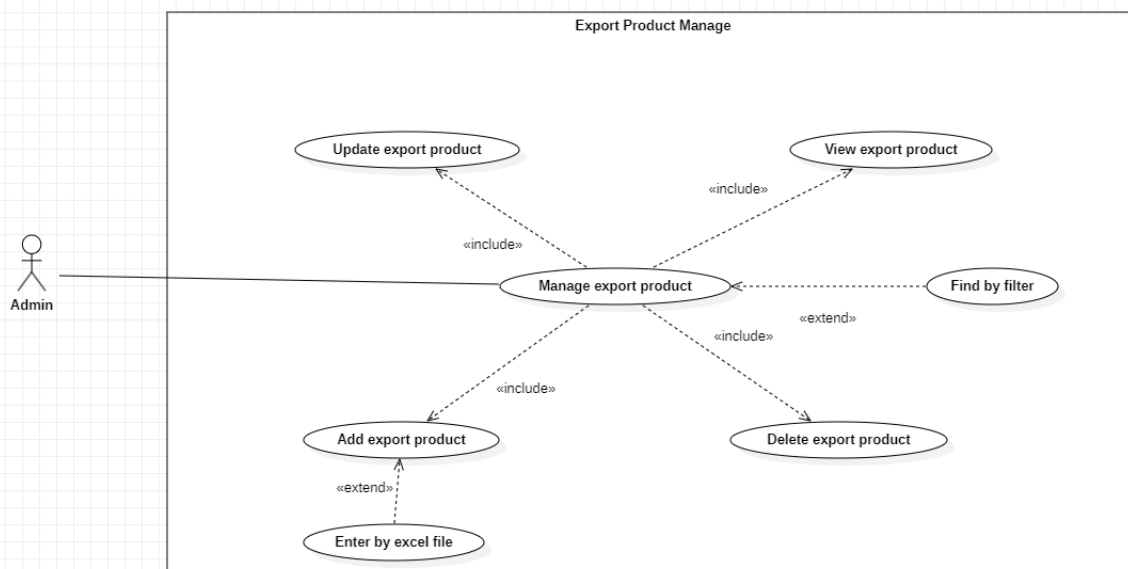 Export Product Manage
Update export product
View export product
«include»
«include»
Admin
Manage export product
Find by filter
«extend»
«include»
«include»
Add export product
Delete export product
«extend»
Enter by excel file